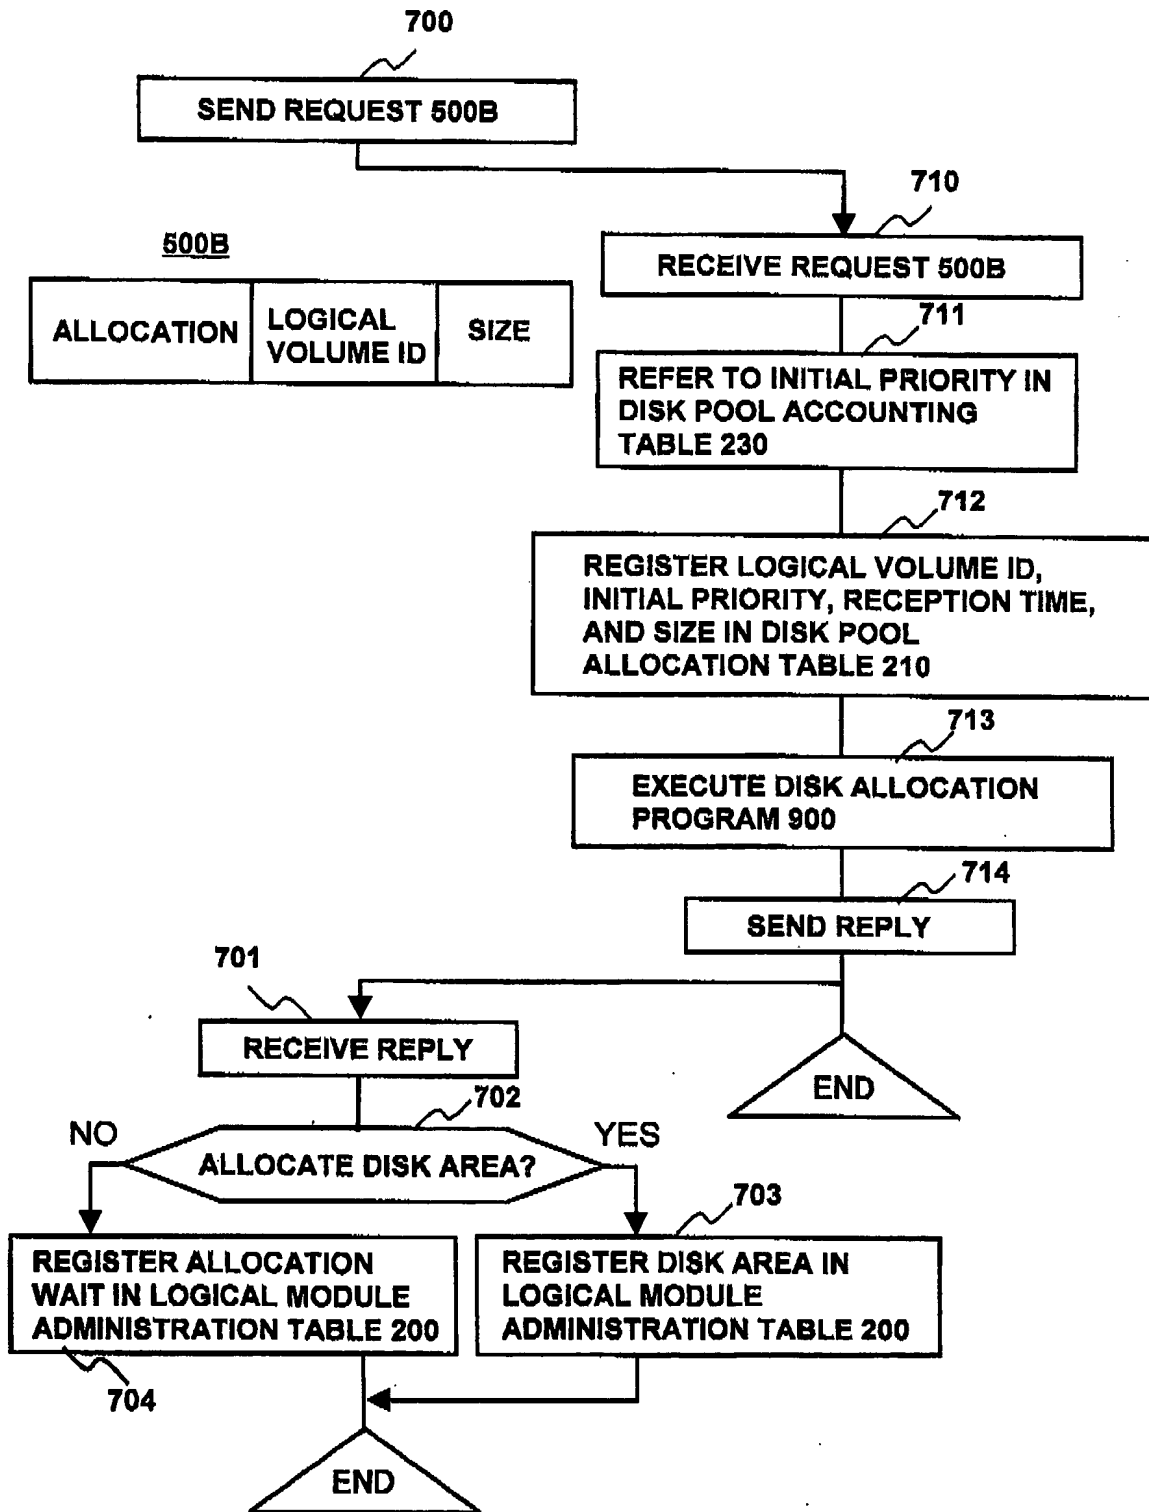 700
SEND REQUEST 500B
710
500B
RECEIVE REQUEST 500B
ALLOCATION
LOGICAL
VOLUME ID
SIZE
711
REFER TO INITIAL PRIORITY IN
DISK POOL ACCOUNTING
TABLE 230
712
REGISTER LOGICAL VOLUME ID,
INITIAL PRIORITY, RECEPTION TIME,
AND SIZE IN DISK POOL
ALLOCATION TABLE 210
713
EXECUTE DISK ALLOCATION
PROGRAM 900
714
SEND REPLY
701
RECEIVE REPLY
END
702
NO
YES
ALLOCATE DISK AREA?
703
REGISTER ALLOCATION
WAIT IN LOGICAL MODULE
ADMINISTRATION TABLE 200
REGISTER DISK AREA IN
LOGICAL MODULE
ADMINISTRATION TABLE 200
704
END